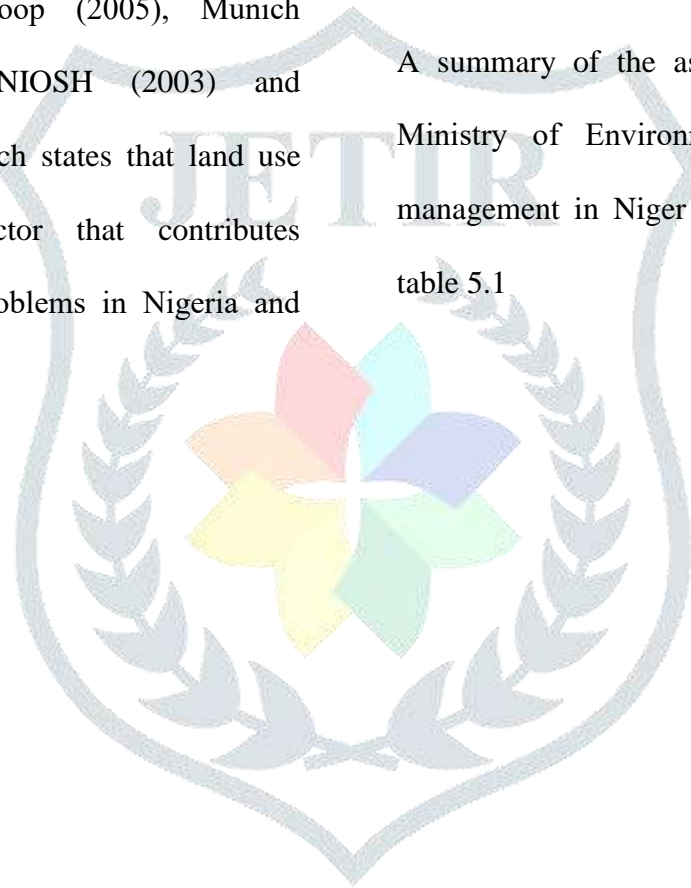 oop (2005), Munich
NIOSH (2003) and
ch states that land use
ctor that contributes
oblems in Nigeria and
A summary of the as
Ministry of Environ
management in Niger
table 5.1
JETIR